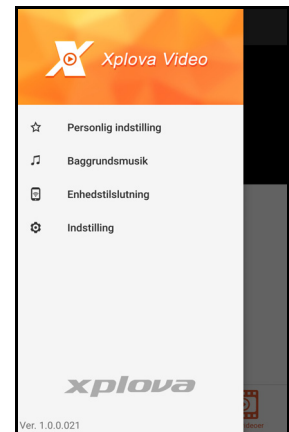 Xplova Video
Personlig indstilling
Baggrundsmusik
Enhedstilslutning
Indstilling
xplova
Ver. 1.0.0.021